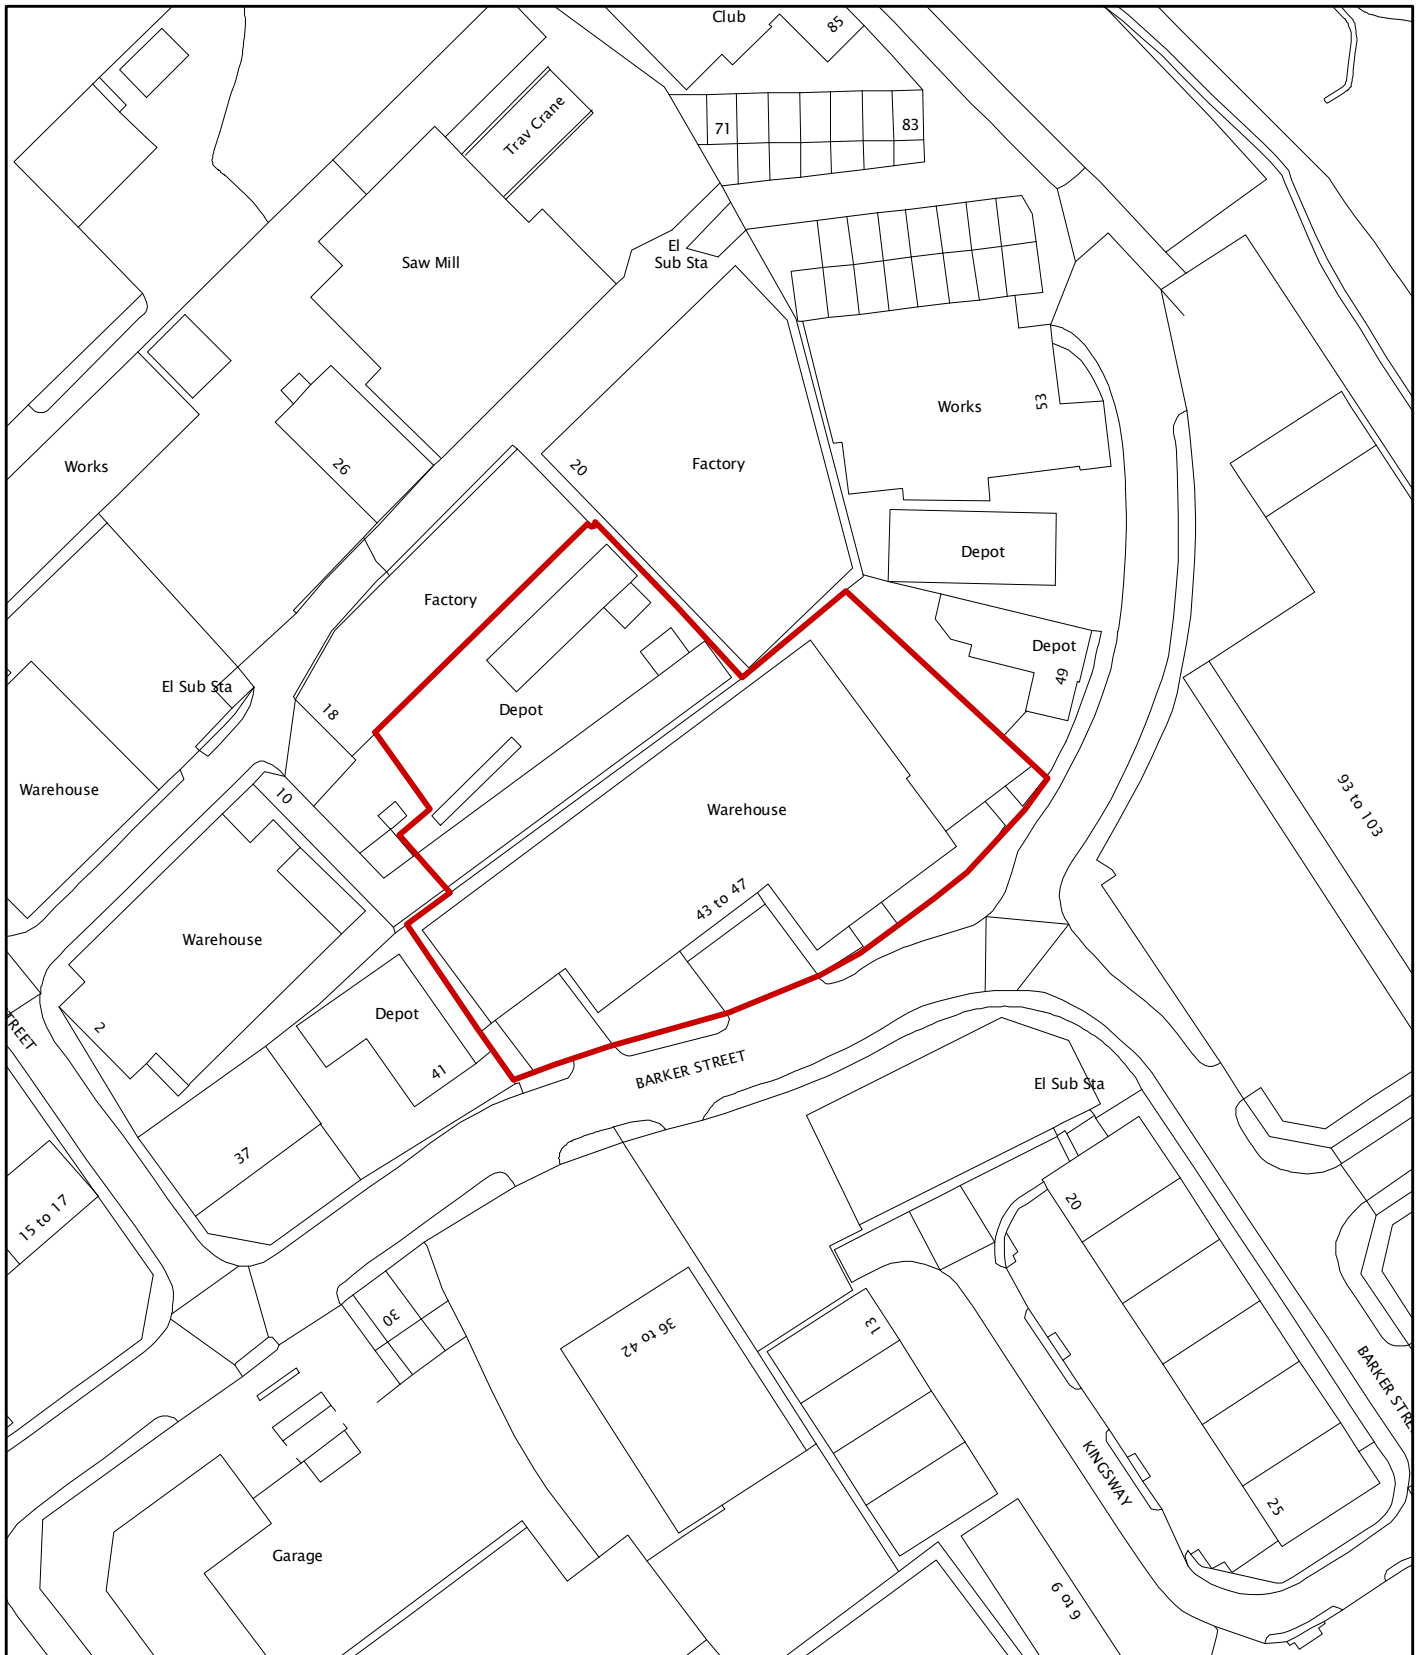 Club
85
Trav Crane
71
83
El
Sub Sta
Saw Mill
Works
53
Works
26
20
Factory
Depot
Factory
Depot
49
El Sub Sta
18
Depot
Warehouse
10
Warehouse
93 to 103
43 to 47
Warehouse
Depot
2
TREET
41
BARKER STREET
El Sub Sta
37
15 to 17
20
30
36 to 42
13
BARKER STRE
KINGSWAY
25
Garage
6 to 9